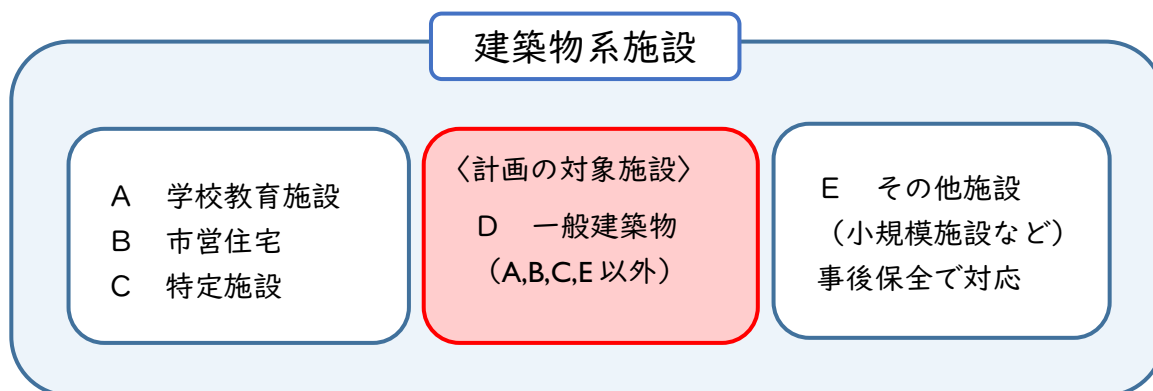 建築物系施設
A 学校教育施設
B 市営住宅
C 特定施設
〈計画の対象施設〉
D 一般建築物
（A,B,C,E 以外）
E その他施設
（小規模施設など）
事後保全で対応